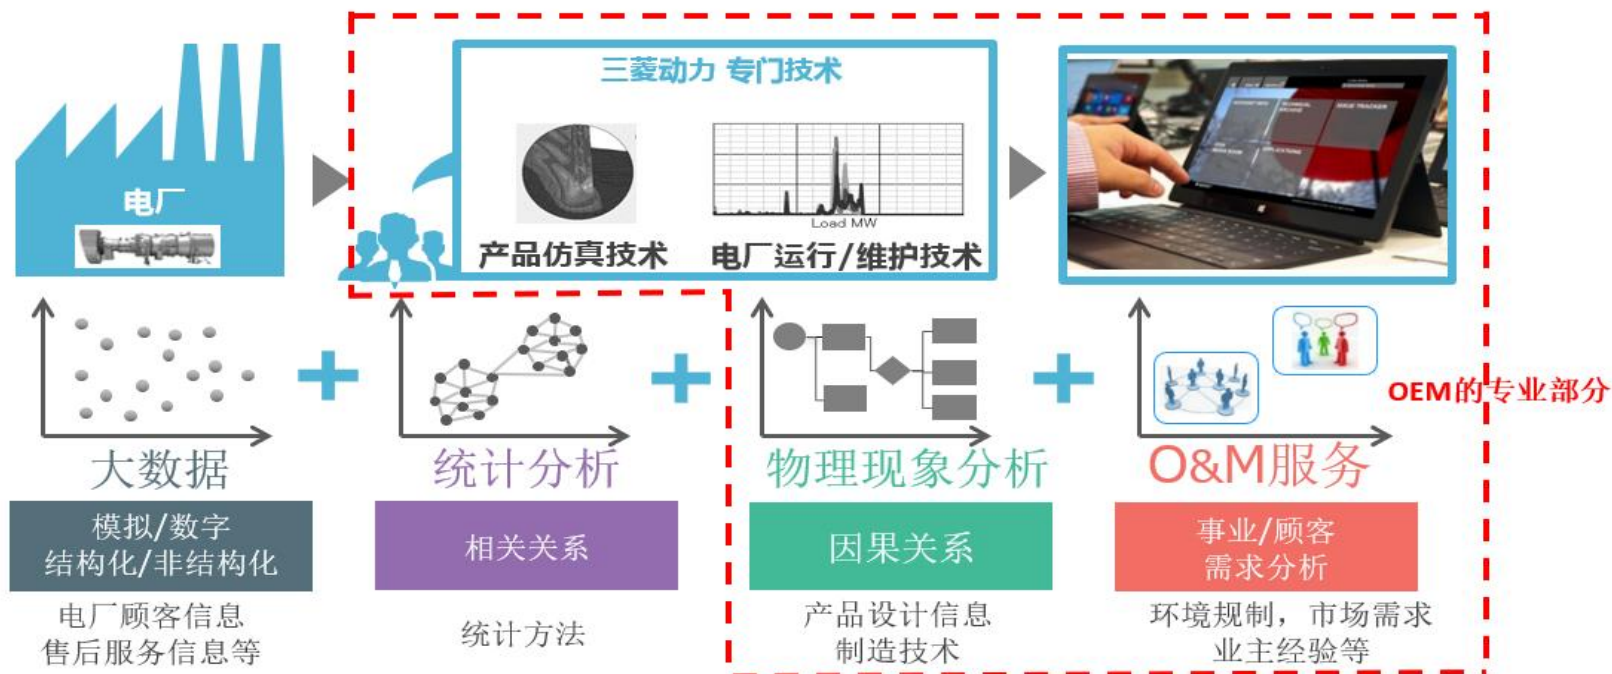 三菱动力 专门技术
电厂
Load MW
产品仿真技术
电厂运行/维护技术
OEM的专业部分
大数据
统计分析
物理现象分析
O&M服务
模拟/数字
结构化/非结构化
相关关系
因果关系
事业/顾客
需求分析
电厂顾客信息
售后服务信息等
统计方法
产品设计信息
制造技术
环境规制，市场需求
业主经验等